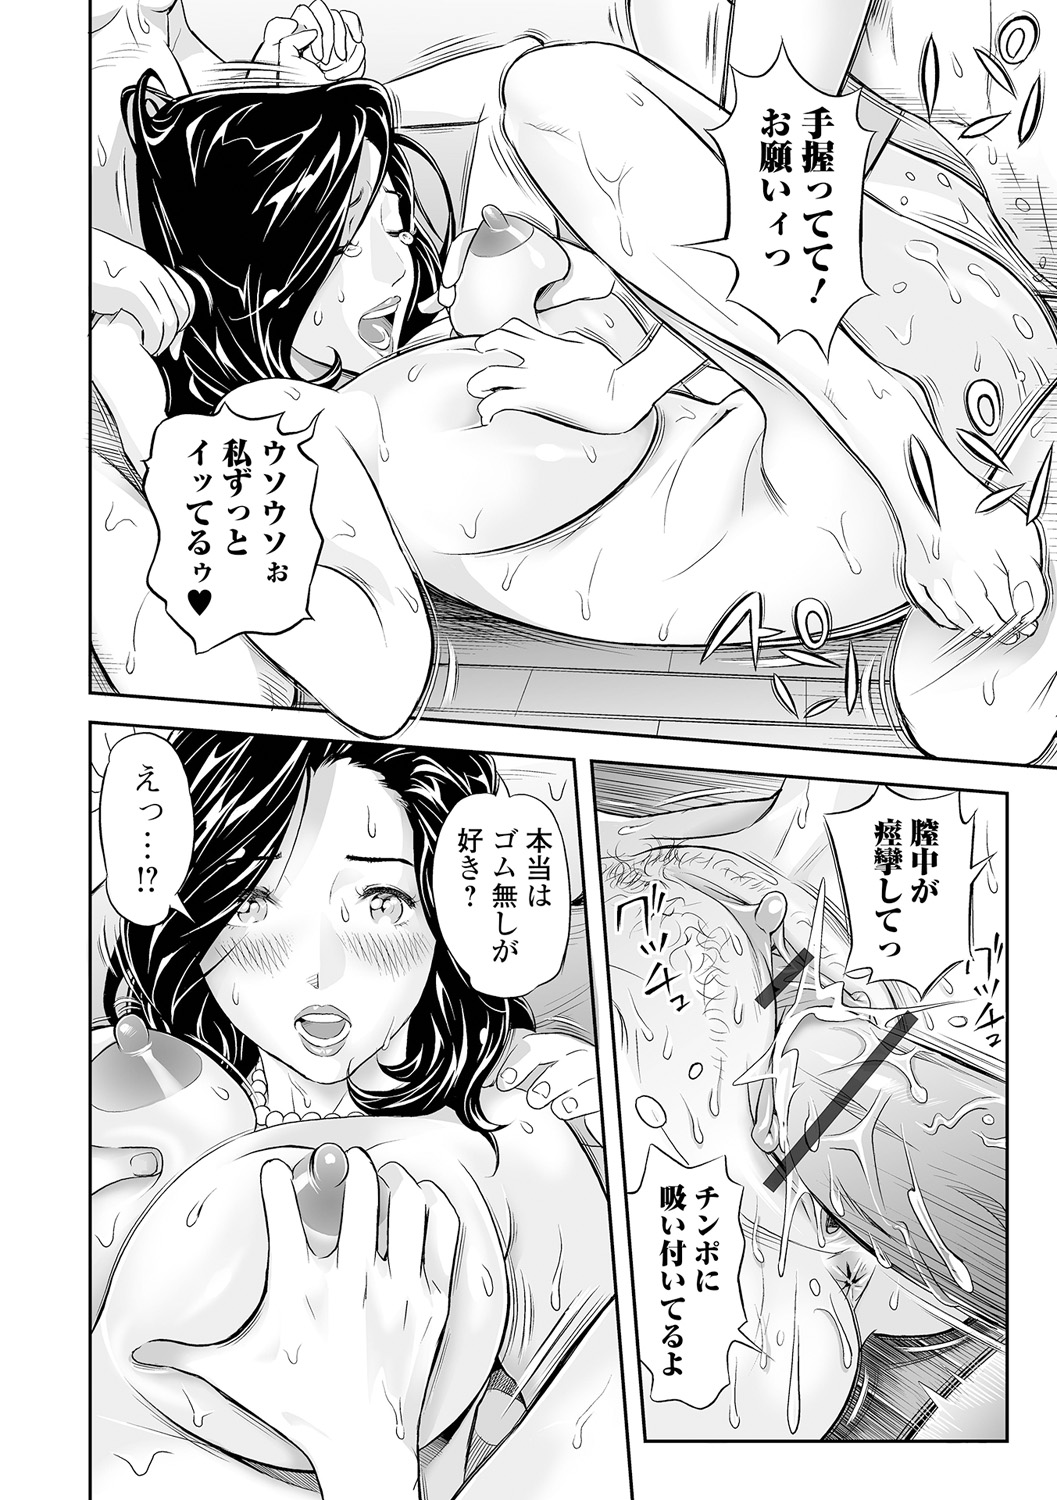 手握ってて！
お願いィっ
ウソウソぉ
私ずっと
イッてるゥ♥
膣中が
痙攣してっ
チンポに
吸い付いてるよ
本当は
ゴム無しが
好き？
えっ…!?